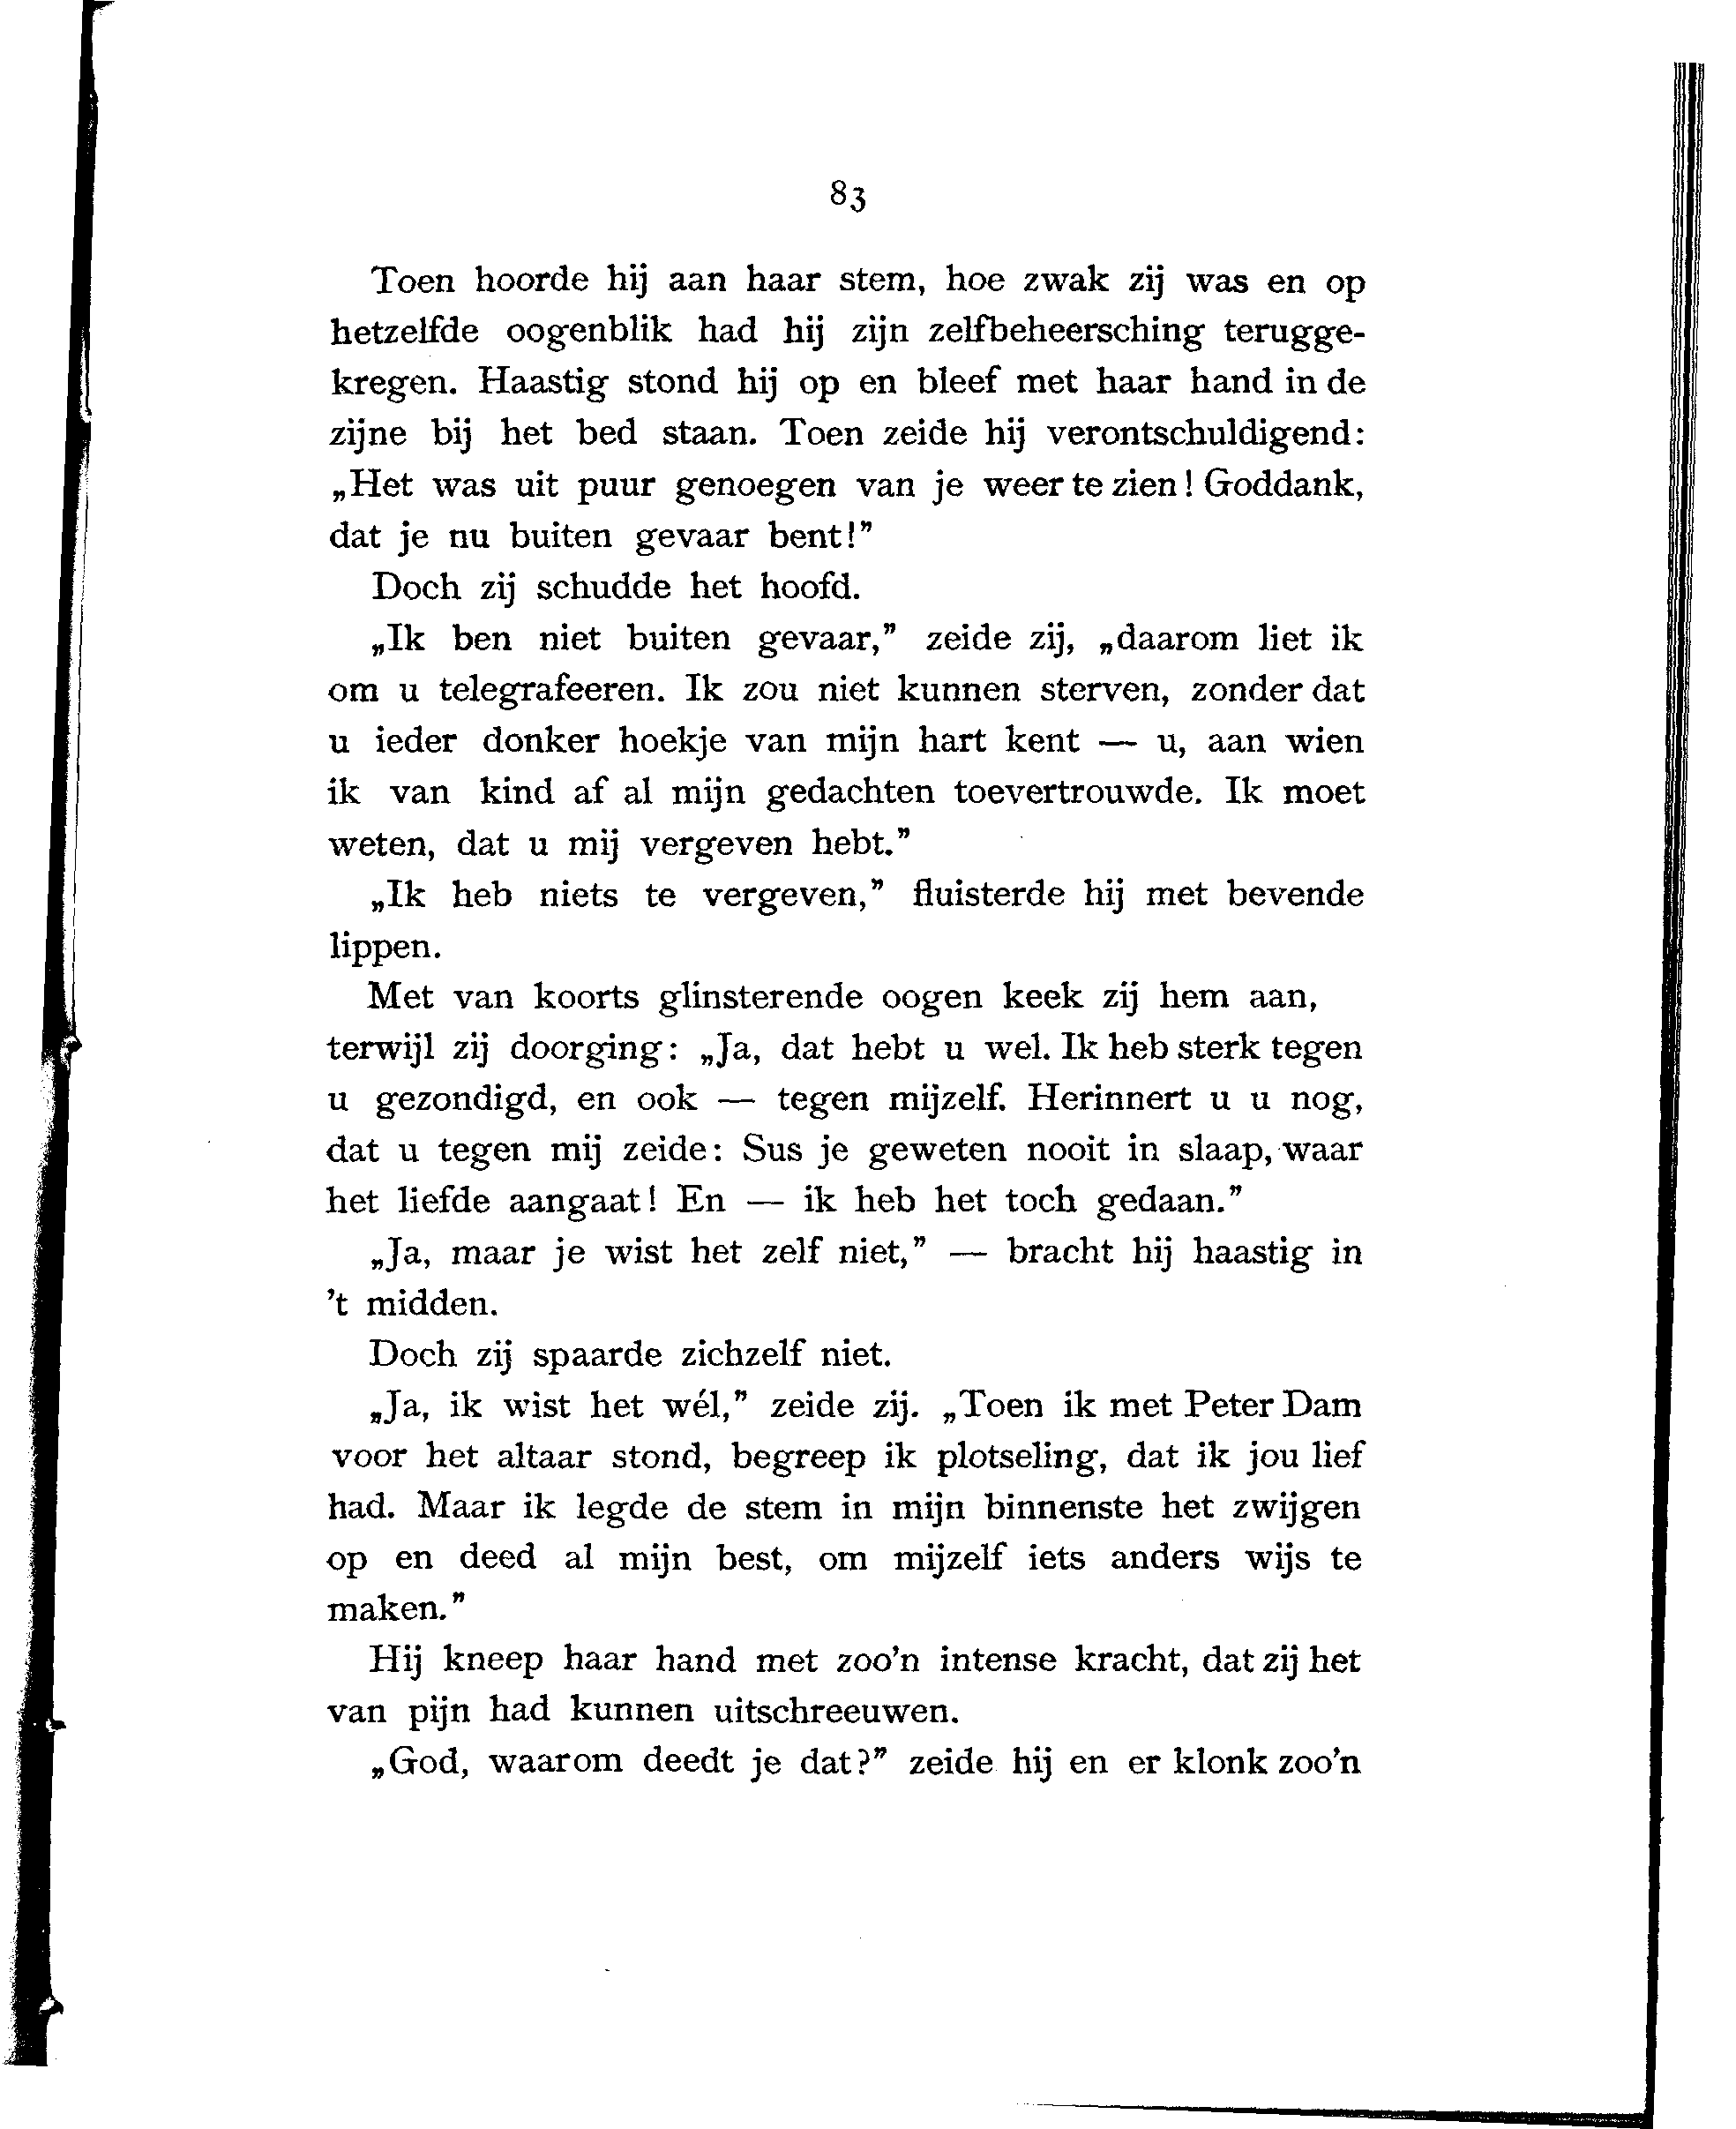 83
Toen hoorde hij aan haar stem, hoe zwak zij was en op
hetzelfde oogenblik had hij zijn zelfbeheersching terugge-
kregen. Haastig stond hij op en bleef met haar hand in de
zijne bij het bed staan. Toen zeide hij verontschuldigend:
„Het was uit puur genoegen van je weer te zien! Goddank,
dat je nu buiten gevaar bent!”
Doch zij schudde het hoofd.
„Ik ben niet buiten gevaar,” zeide zij, „daarom liet ik
om u telegrafeeren. Ik zou niet kunnen sterven, zonder dat
u ieder donker hoekje van mijn hart kent — u, aan wien
ik van kind af al mijn gedachten toevertrouwde. Ik moet
weten, dat u mij vergeven hebt.”
„Ik heb niets te vergeven,” fluisterde hij met bevende
lippen.
Met van koorts glinsterende oogen keek zij hem aan,
terwijl zij doorging: „Ja, dat hebt u wel. Ik heb sterk tegen
u gezondigd, en ook — tegen mijzelf. Herinnert u u nog,
dat u tegen mij zeide: Sus je geweten nooit in slaap, waar
het liefde aangaat! En — ik heb het toch gedaan.”
„Ja, maar je wist het zelf niet,” — bracht hij haastig in
’t midden.
Doch zij spaarde zichzelf niet.
„Ja, ik wist het wél,” zeide zij. „Toen ik met Peter Dam
voor het altaar stond, begreep ik plotseling, dat ik jou lief
had. Maar ik legde de stem in mijn binnenste het zwijgen
op en deed al mijn best, om mijzelf iets anders wijs te
maken.”
Hij kneep haar hand met zoo’n intense kracht, dat zij het
van pijn had kunnen uitschreeuwen.
„God, waarom deedt je dat?” zeide hij en er klonk zoo’n